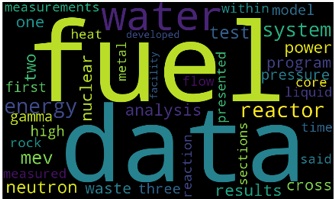 measurements developed within model
one heat metal water test system
two fuel power
first nuclear facility flow presented program
energy analysis pressure core
gamma reactor liquid
high data time
rock reaction sections said
mev results cross
measured
neutron waste three